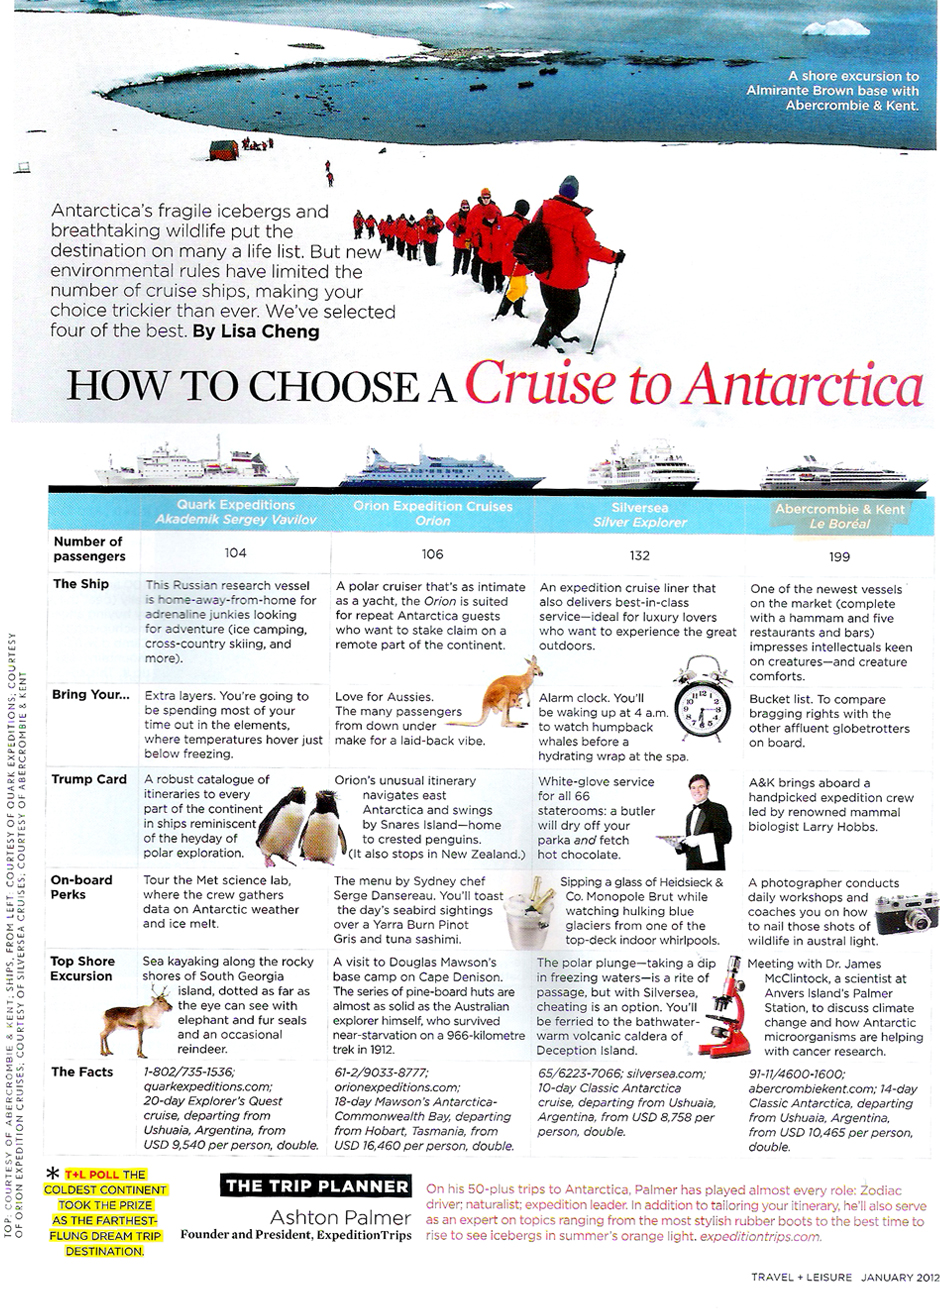 A shore excursion to
Almirante Brown base with
Abercrombie & Kent.
Antarctica's fragile icebergs and
breathtaking wildlife put the
destination on many a life list. But new
environmental rules have limited the
number of cruise ships, making your
choice trickier than ever. We've selected
four of the best. By Lisa Cheng
HOW TO CHOOSE A Cruise to Antarctica
Quark Expeditions
Akademik Sergey Vavilov
Orion Expedition Cruises
Orion
Silversea
Silver Explorer
Abercrombie & Kent
Le Boréal
Number of
passengers
104
106
132
199
The Ship
This Russian research vessel
is home-away-from-home for
adrenaline junkies looking
for adventure (ice camping,
cross-country skiing, and
more).
A polar cruiser that's as intimate
as a yacht, the Orion is suited
for repeat Antarctica guests
who want to stake claim on a
remote part of the continent.
An expedition cruise liner that
also delivers best-in-class
service—ideal for luxury lovers
who want to experience the great
outdoors.
One of the newest vessels
on the market (complete
with a hammam and five
restaurants and bars)
impresses intellectuals keen
on creatures—and creature
comforts.
Bring Your...
Extra layers. You're going to
be spending most of your
time out in the elements,
where temperatures hover just
below freezing.
Love for Aussies.
The many passengers
from down under
make for a laid-back vibe.
Alarm clock. You'll
be waking up at 4 a.m.
to watch humpback
whales before a
hydrating wrap at the spa.
Bucket list. To compare
bragging rights with the
other affluent globetrotters
on board.
Trump Card
A robust catalogue of
itineraries to every
part of the continent
in ships reminiscent
of the heyday of
polar exploration.
Orion's unusual itinerary
navigates east
Antarctica and swings
by Snares Island—home
to crested penguins.
(It also stops in New Zealand.)
White-glove service
for all 66
staterooms: a butler
will dry off your
parka and fetch
hot chocolate.
A&K brings aboard a
handpicked expedition crew
led by renowned mammal
biologist Larry Hobbs.
On-board
Perks
Tour the Met science lab,
where the crew gathers
data on Antarctic weather
and ice melt.
The menu by Sydney chef
Serge Dansereau. You'll toast
the day's seabird sightings
over a Yarra Burn Pinot
Gris and tuna sashimi.
Sipping a glass of Heidsieck &
Co. Monopole Brut while
watching hulking blue
glaciers from one of the
top-deck indoor whirlpools.
A photographer conducts
daily workshops and
coaches you on how
to nail those shots of
wildlife in austral light.
Top Shore
Excursion
Sea kayaking along the rocky
shores of South Georgia
island, dotted as far as
the eye can see with
elephant and fur seals
and an occasional
reindeer.
A visit to Douglas Mawson's
base camp on Cape Denison.
The series of pine-board huts are
almost as solid as the Australian
explorer himself, who survived
near-starvation on a 966-kilometre
trek in 1912.
The polar plunge—taking a dip
in freezing waters—is a rite of
passage, but with Silversea,
cheating is an option. You'll
be ferried to the bathwater-
warm volcanic caldera of
Deception Island.
Meeting with Dr. James
McClintock, a scientist at
Anvers Island's Palmer
Station, to discuss climate
change and how Antarctic
microorganisms are helping
with cancer research.
The Facts
1-802/735-1536;
quarkexpeditions.com;
20-day Explorer's Quest
cruise, departing from
Ushuaia, Argentina, from
USD 9,540 per person, double.
61-2/9033-8777;
orionexpeditions.com;
18-day Mawson's Antarctica-
Commonwealth Bay, departing
from Hobart, Tasmania, from
USD 16,460 per person, double.
65/6223-7066; silversea.com;
10-day Classic Antarctica
cruise, departing from Ushuaia,
Argentina, from USD 8,758 per
person, double.
91-11/4600-1600;
abercrombiekent.com; 14-day
Classic Antarctica, departing
from Ushuaia, Argentina,
from USD 10,465 per person,
double.
* T+L POLL THE
COLDEST CONTINENT
TOOK THE PRIZE
AS THE FARTHEST-
FLUNG DREAM TRIP
DESTINATION.
THE TRIP PLANNER
Ashton Palmer
Founder and President, ExpeditionTrips
On his 50-plus trips to Antarctica, Palmer has played almost every role: Zodiac
driver; naturalist; expedition leader. In addition to tailoring your itinerary, he'll also serve
as an expert on topics ranging from the most stylish rubber boots to the best time to
rise to see icebergs in summer's orange light. expeditiontrips.com.
TRAVEL + LEISURE JANUARY 2012
TOP: COURTESY OF ABERCROMBIE & KENT; SHIPS, FROM LEFT: COURTESY OF QUARK EXPEDITIONS; COURTESY
OF ORION EXPEDITION CRUISES; COURTESY OF SILVERSEA CRUISES; COURTESY OF ABERCROMBIE & KENT